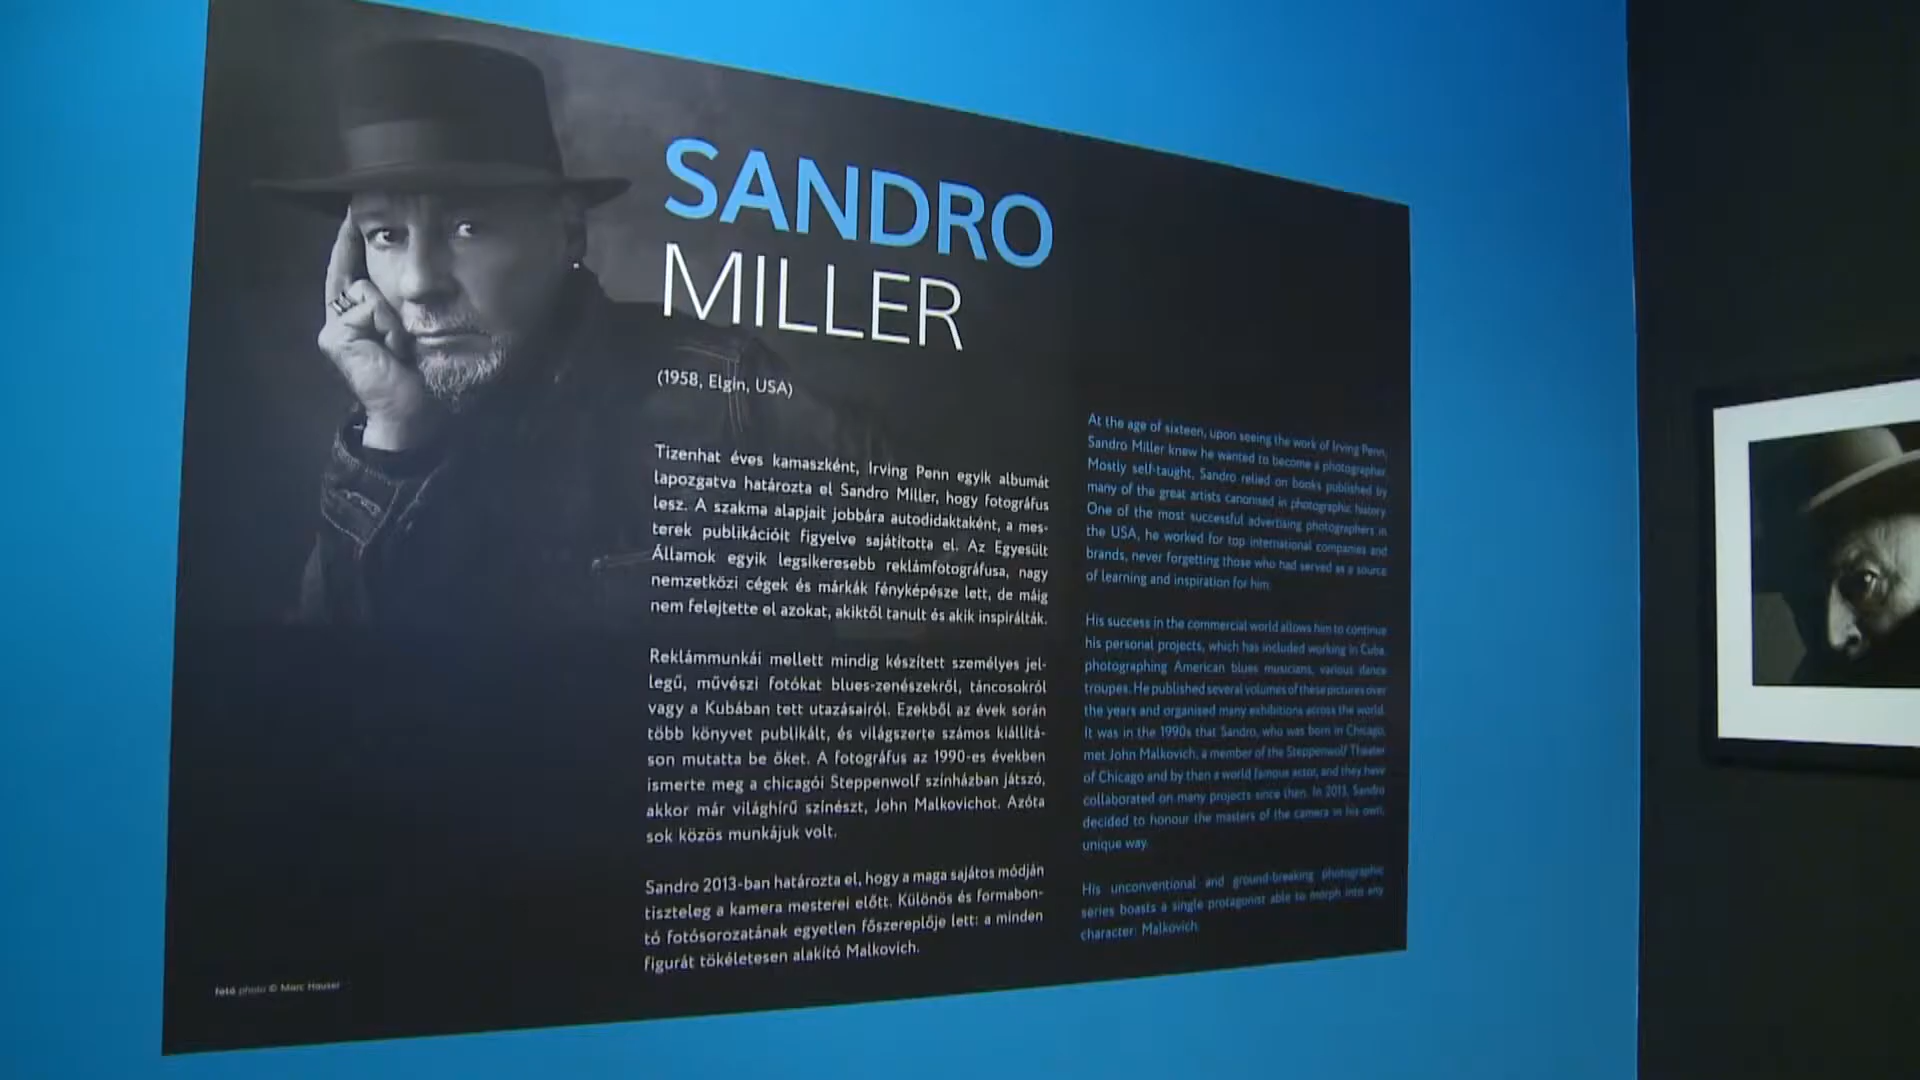 SANDRO
MILLER
(1958, Elgin, USA)
Tizenhat éves kamaszként, Irving Penn egyik albumát
lapozgatva határozta el Sandro Miller, hogy fotográfus
lesz. A szakma alapjait jobbára autodidaktaként, a mes-
terek publikációit figyelve sajátította el. Az Egyesült
Államok egyik legsikeresebb reklámfotográfusa, nagy
nemzetközi cégek és márkák fényképésze lett, de máig
nem felejtette el azokat, akiktől tanult és akik inspirálták.
Reklámmunkái mellett mindig készített személyes jel-
legű, művészi fotókat blues-zenészekről, táncosokról
vagy a Kubában tett utazásairól. Ezekből az évek során
több könyvet publikált, és világszerte számos kiállítá-
son mutatta be őket. A fotográfus az 1990-es években
ismerte meg a chicagói Steppenwolf színházban játszó,
akkor már világhírű színészt, John Malkovichot. Azóta
sok közös munkájuk volt.
Sandro 2013-ban határozta el, hogy a maga sajátos módján
tiszteleg a kamera mesterei előtt. Különös és formabon-
tó fotósorozatának egyetlen főszereplője lett: a minden
figurát tökéletesen alakító Malkovich.
At the age of sixteen, upon seeing the work of Irving Penn,
Sandro Miller knew he wanted to become a photographer.
Mostly self-taught, Sandro relied on books published by
many of the great artists canonised in photographic history.
One of the most successful advertising photographers in
the USA, he worked for top international companies and
brands, never forgetting those who had served as a source
of learning and inspiration for him.
His success in the commercial world allows him to continue
his personal projects, which has included working in Cuba,
photographing American blues musicians, various dance
troupes. He published several volumes of these pictures over
the years and organised many exhibitions across the world.
It was in the 1990s that Sandro, who was born in Chicago,
met John Malkovich, a member of the Steppenwolf Theater
of Chicago and by then a world famous actor, and they have
collaborated on many projects since then. In 2013, Sandro
decided to honour the masters of the camera in his own,
unique way.
His unconventional and ground-breaking photographic
series boasts a single protagonist able to morph into any
character: Malkovich.
fotó photo © Marc Hauser